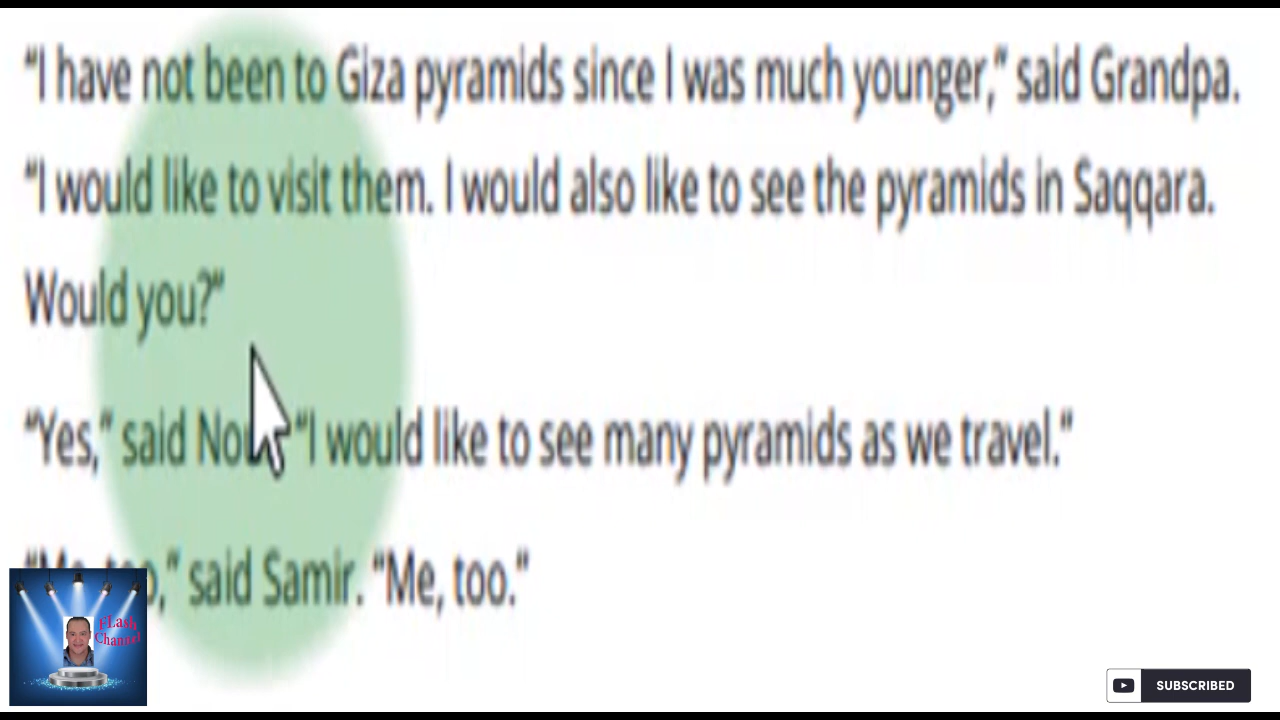 “I have not been to Giza pyramids since I was much younger,” said Grandpa.
“I would like to visit them. I would also like to see the pyramids in Saqqara.
Would you?”
“Yes,” said “I would like to see many pyramids as we travel.”
said Samir. “Me, too.”
FLash
Channel
SUBSCRIBED